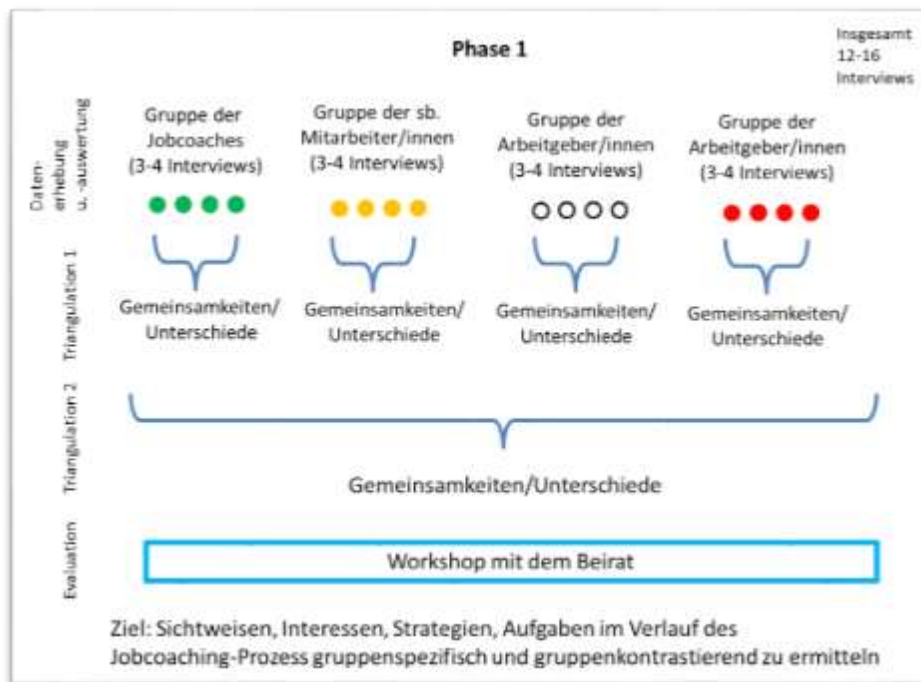 Phase 1
Insgesamt
12-16
Interviews
Daten-
erhebung
u. -auswertung
Gruppe der
Jobcoaches
(3-4 Interviews)
Gruppe der sb.
Mitarbeiter/innen
(3-4 Interviews)
Gruppe der
Arbeitgeber/innen
(3-4 Interviews)
Gruppe der
Arbeitgeber/innen
(3-4 Interviews)
Triangulation 1
Gemeinsamkeiten/
Unterschiede
Gemeinsamkeiten/
Unterschiede
Gemeinsamkeiten/
Unterschiede
Gemeinsamkeiten/
Unterschiede
Triangulation 2
Gemeinsamkeiten/Unterschiede
Evaluation
Workshop mit dem Beirat
Ziel: Sichtweisen, Interessen, Strategien, Aufgaben im Verlauf des
Jobcoaching-Prozess gruppenspezifisch und gruppenkontrastierend zu ermitteln